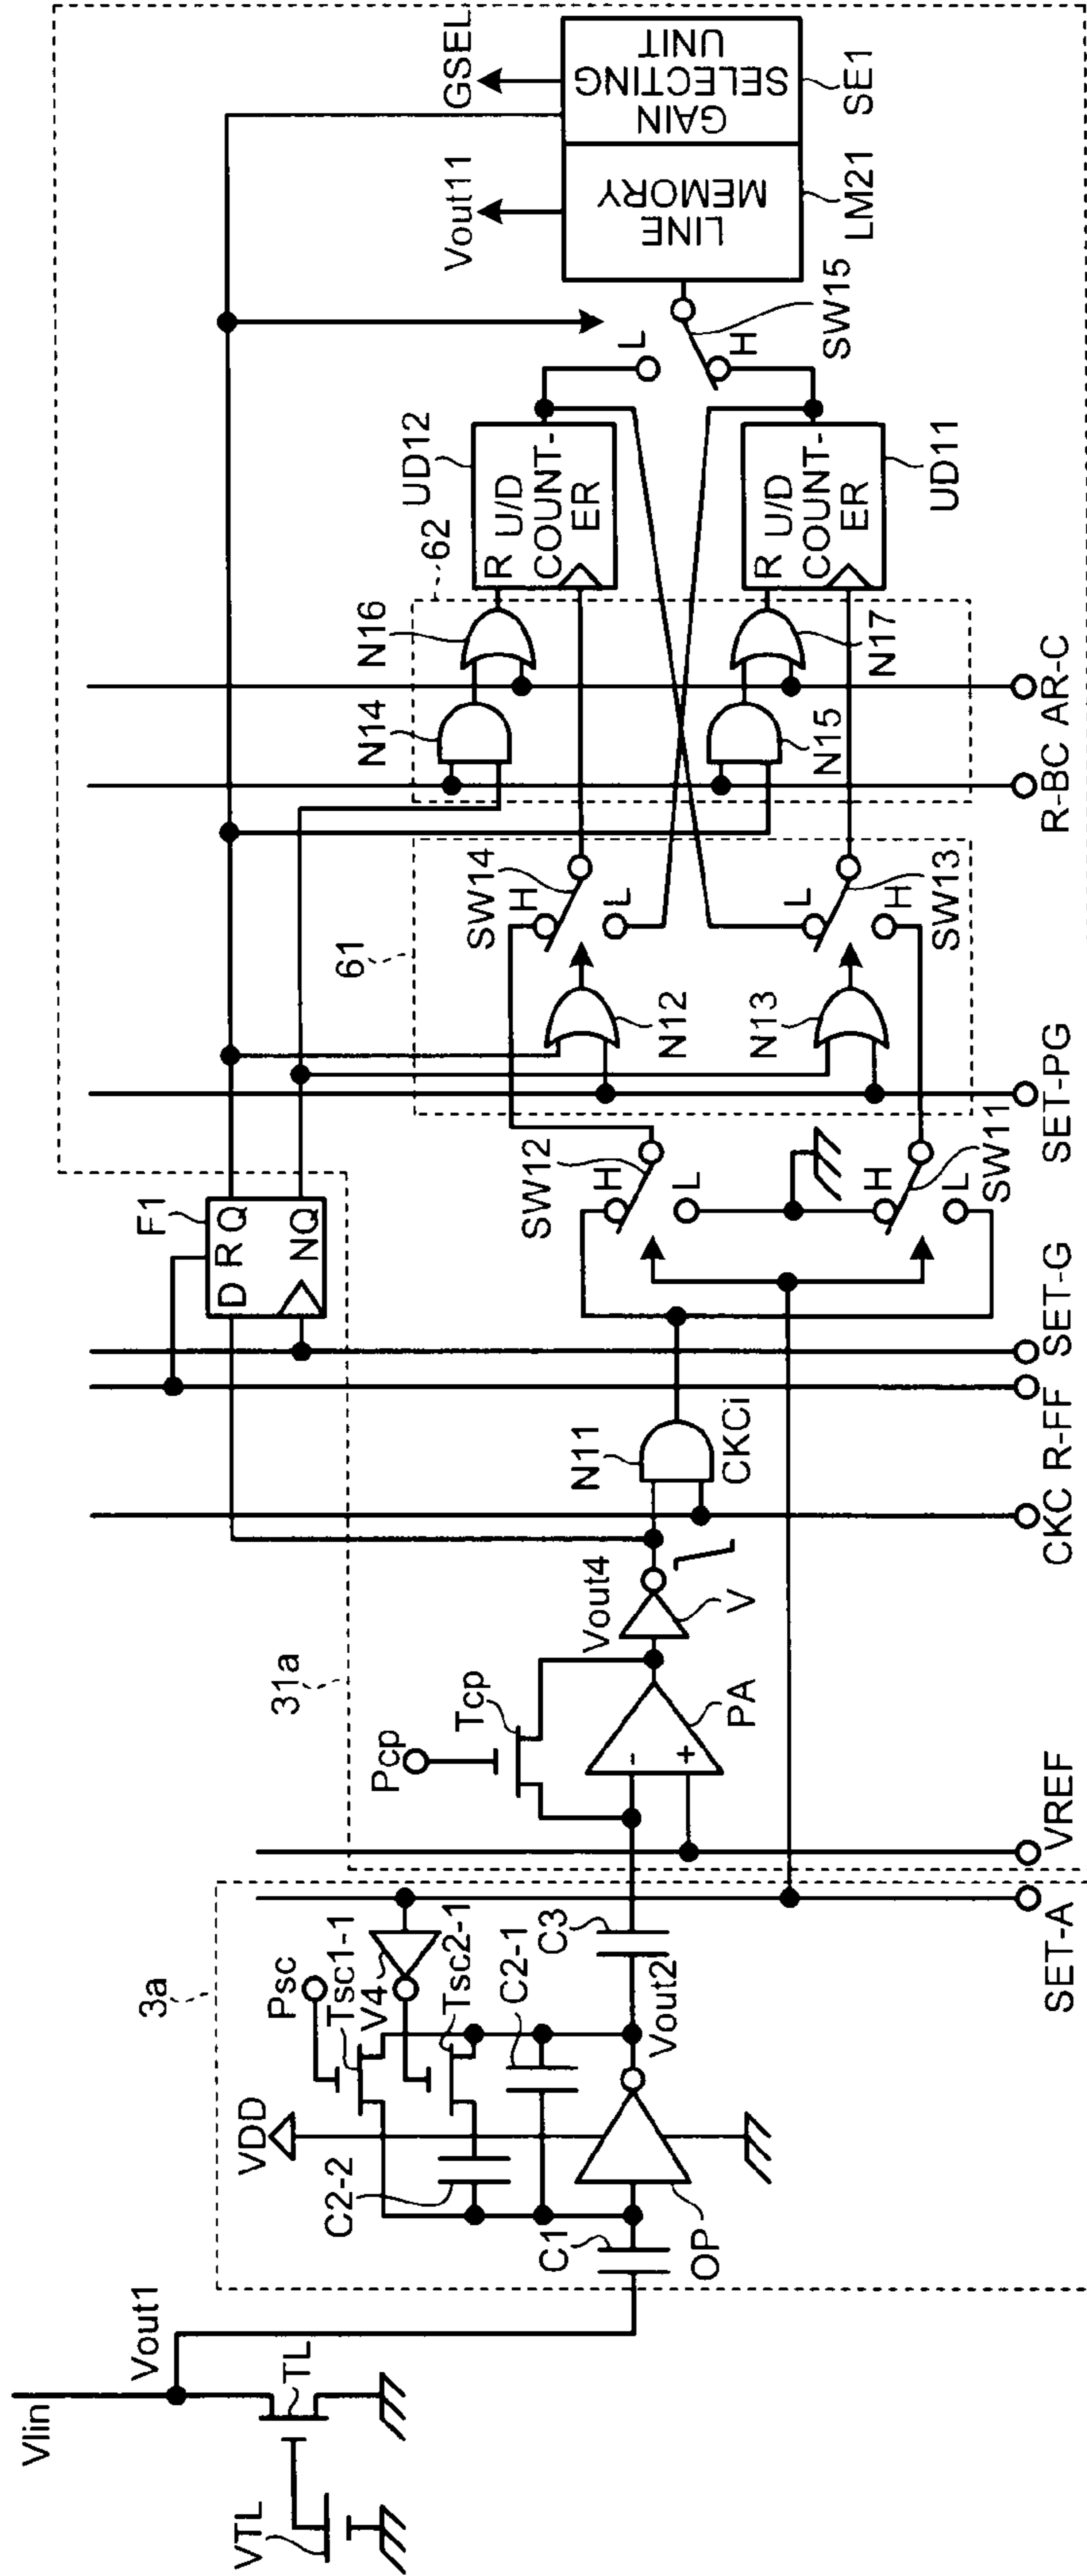 Vlin
Vout1
TL
VTL
3a
VDD
Psc
Tsc1-1
V4
Tsc2-1
C2-2
C2-1
C1
OP
Vout2
C3
SET-A
VREF
31a
Pcp
Tcp
-
+
PA
Vout4
V
N11
CKCi
CKC
R-FF
SET-G
F1
D
R
Q
NQ
SW12
H
L
H
L
SW11
SET-PG
61
N12
N13
SW14
H
L
L
H
SW13
R-BC
AR-C
62
N14
N16
N15
N17
UD12
R
U/D
COUNT-
ER
R
U/D
COUNT-
ER
UD11
L
H
SW15
Vout11
GSEL
LINE
MEMORY
GAIN
SELECTING
UNIT
LM21
SE1